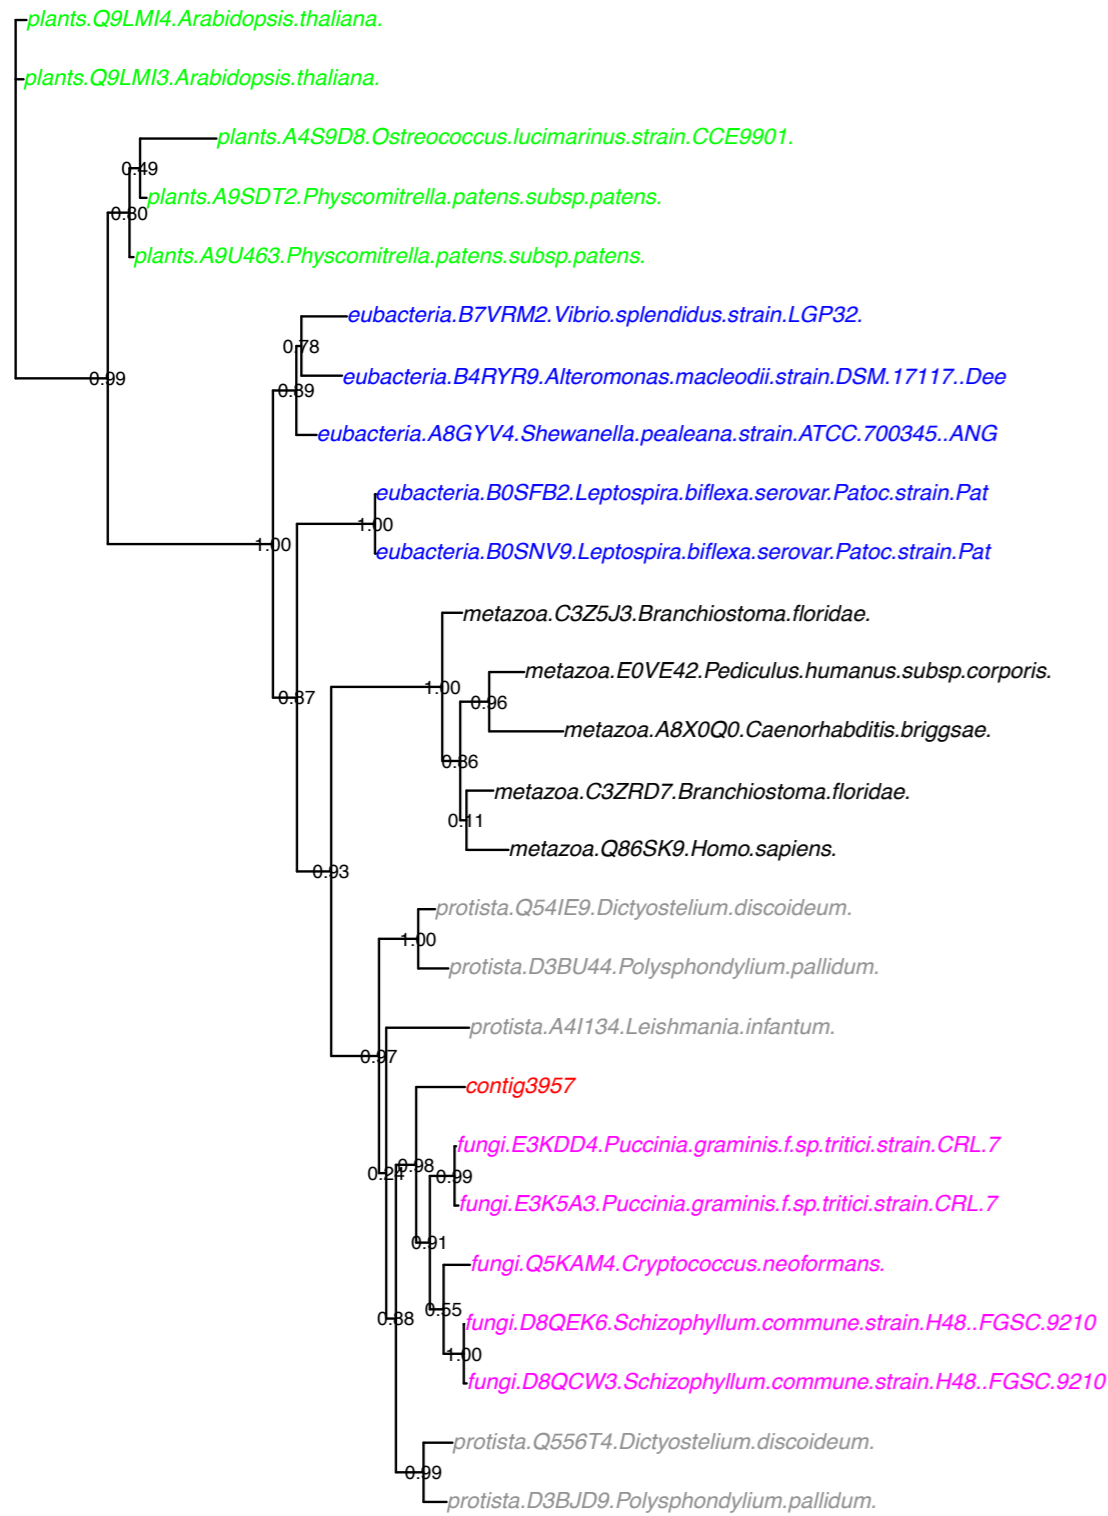 plants.Q9LMI4.Arabidopsis.thaliana.
plants.Q9LMI3.Arabidopsis.thaliana.
plants.A4S9D8.Ostreococcus.lucimarinus.strain.CCE9901.
0.49
plants.A9SDT2.Physcomitrella.patens.subsp.patens.
0.80
plants.A9U463.Physcomitrella.patens.subsp.patens.
eubacteria.B7VRM2.Vibrio.splendidus.strain.LGP32.
0.78
eubacteria.B4RYR9.Alteromonas.macleodii.strain.DSM.17117..Dee
0.99
0.89
eubacteria.A8GYV4.Shewanella.pealeana.strain.ATCC.700345..ANG
eubacteria.B0SFB2.Leptospira.biflexa.serovar.Patoc.strain.Pat
1.00
1.00
eubacteria.B0SNV9.Leptospira.biflexa.serovar.Patoc.strain.Pat
metazoa.C3Z5J3.Branchiostoma.floridae.
metazoa.E0VE42.Pediculus.humanus.subsp.corporis.
1.00
0.87
0.96
metazoa.A8X0Q0.Caenorhabditis.briggsae.
0.86
metazoa.C3ZRD7.Branchiostoma.floridae.
0.11
metazoa.Q86SK9.Homo.sapiens.
0.93
protista.Q54IE9.Dictyostelium.discoideum.
1.00
protista.D3BU44.Polysphondylium.pallidum.
protista.A4I134.Leishmania.infantum.
0.97
contig3957
fungi.E3KDD4.Puccinia.graminis.f.sp.tritici.strain.CRL.7
0.98
0.24
0.99
fungi.E3K5A3.Puccinia.graminis.f.sp.tritici.strain.CRL.7
0.91
fungi.Q5KAM4.Cryptococcus.neoformans.
0.55
0.88
fungi.D8QEK6.Schizophyllum.commune.strain.H48..FGSC.9210
1.00
fungi.D8QCW3.Schizophyllum.commune.strain.H48..FGSC.9210
protista.Q556T4.Dictyostelium.discoideum.
0.99
protista.D3BJD9.Polysphondylium.pallidum.